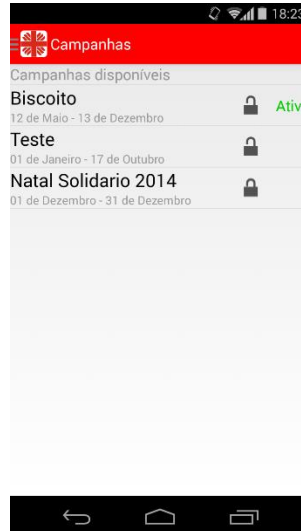 18:23
Campanhas
Campanhas disponíveis
Biscoito
Ativ
12 de Maio - 13 de Dezembro
Teste
01 de Janeiro - 17 de Outubro
Natal Solidario 2014
01 de Dezembro - 31 de Dezembro